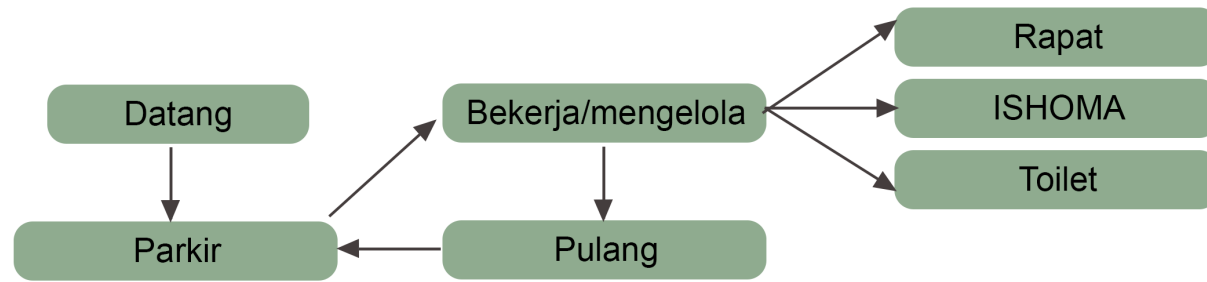 Datang
Parkir
Bekerja/mengelola
Pulang
Rapat
ISHOMA
Toilet